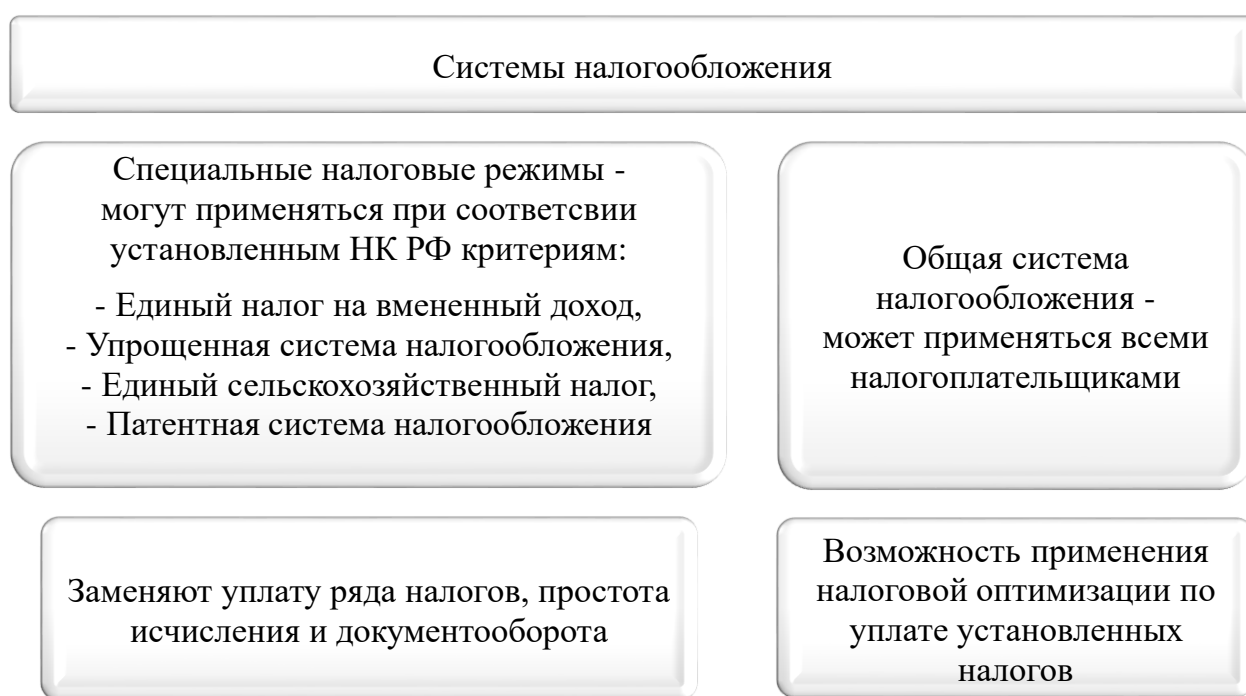 Системы налогообложения
Специальные налоговые режимы -
могут применяться при соответсвии
установленным НК РФ критериям:
- Единый налог на вмененный доход,
- Упрощенная система налогообложения,
- Единый сельскохозяйственный налог,
- Патентная система налогообложения
Общая система
налогообложения -
может применяться всеми
налогоплательщиками
Заменяют уплату ряда налогов, простота
исчисления и документооборота
Возможность применения
налоговой оптимизации по
уплате установленных
налогов